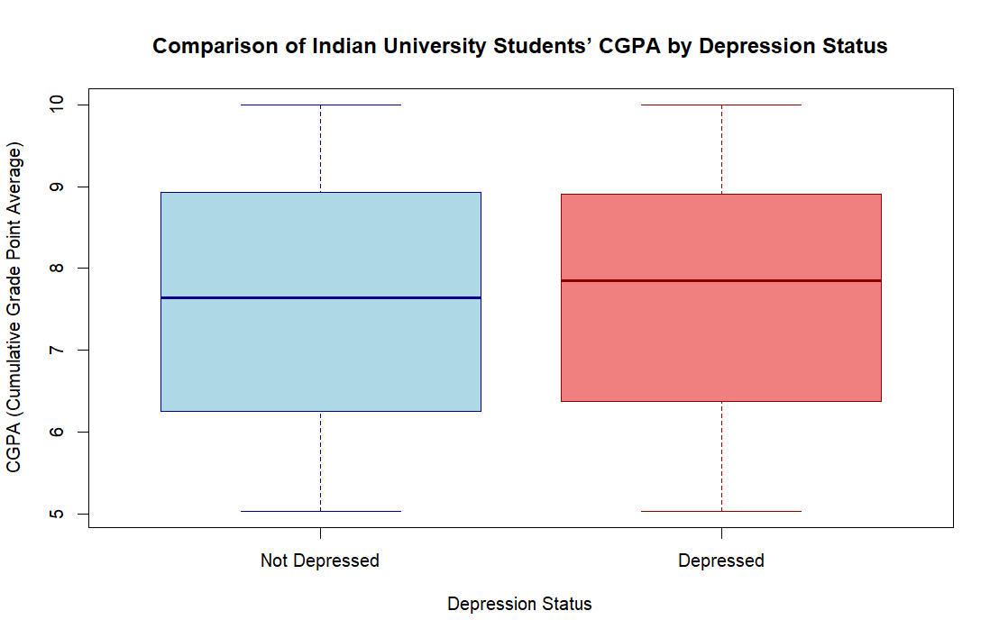 Comparison of Indian University Students’ CGPA by Depression Status
CGPA (Cumulative Grade Point Average)
10
9
8
7
6
5
Not Depressed
Depressed
Depression Status